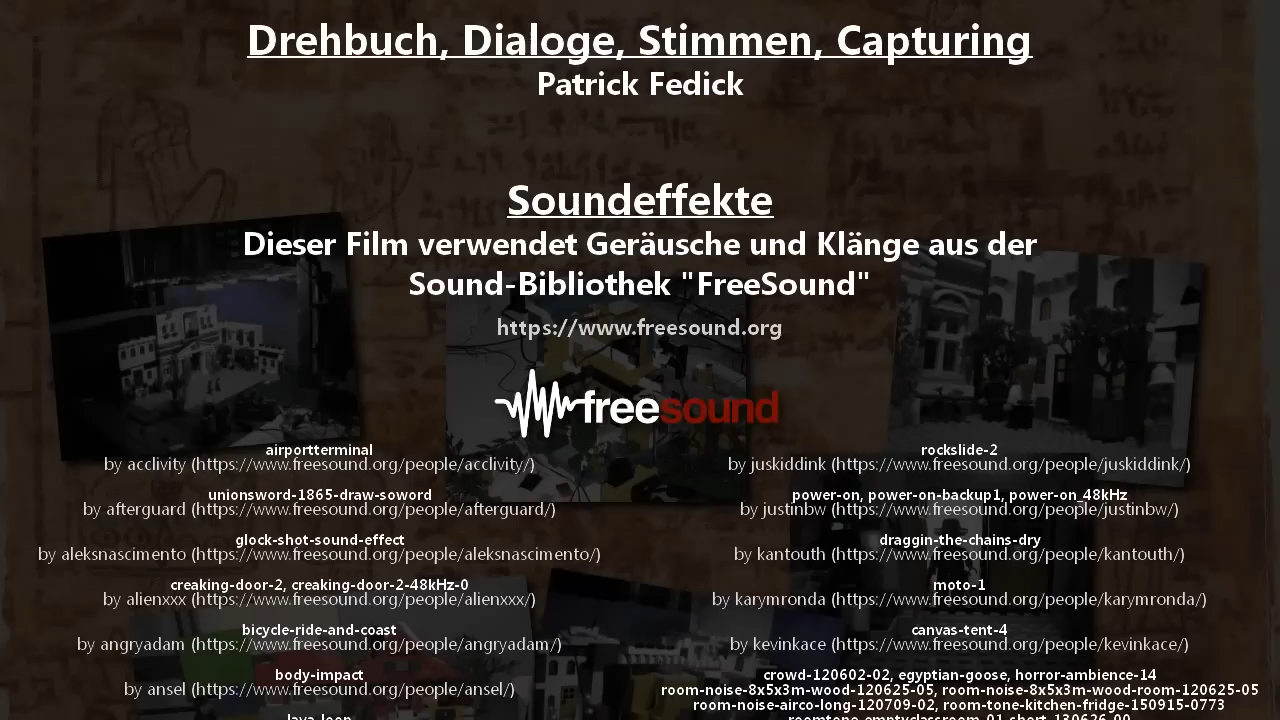 Drehbuch, Dialoge, Stimmen, Capturing
Patrick Fedick
Soundeffekte
Dieser Film verwendet Geräusche und Klänge aus der
Sound-Bibliothek "FreeSound"
https://www.freesound.org
freesound
airportterminal
by acclivity (https://www.freesound.org/people/acclivity/)
unionsword-1865-draw-soword
by afterguard (https://www.freesound.org/people/afterguard/)
glock-shot-sound-effect
by aleksnascimento (https://www.freesound.org/people/aleksnascimento/)
creaking-door-2, creaking-door-2-48kHz-0
by alienxxx (https://www.freesound.org/people/alienxxx/)
bicycle-ride-and-coast
by angryadam (https://www.freesound.org/people/angryadam/)
body-impact
by ansel (https://www.freesound.org/people/ansel/)
lava-loop
rockslide-2
by juskiddink (https://www.freesound.org/people/juskiddink/)
power-on, power-on-backup1, power-on_48kHz
by justinbw (https://www.freesound.org/people/justinbw/)
draggin-the-chains-dry
by kantouth (https://www.freesound.org/people/kantouth/)
moto-1
by karymronda (https://www.freesound.org/people/karymronda/)
canvas-tent-4
by kevinkace (https://www.freesound.org/people/kevinkace/)
crowd-120602-02, egyptian-goose, horror-ambience-14
room-noise-8x5x3m-wood-120625-05, room-noise-8x5x3m-wood-room-120625-05
room-noise-airco-long-120709-02, room-tone-kitchen-fridge-150915-0773
roomtone-emptyclassroom-01-short-130626-00